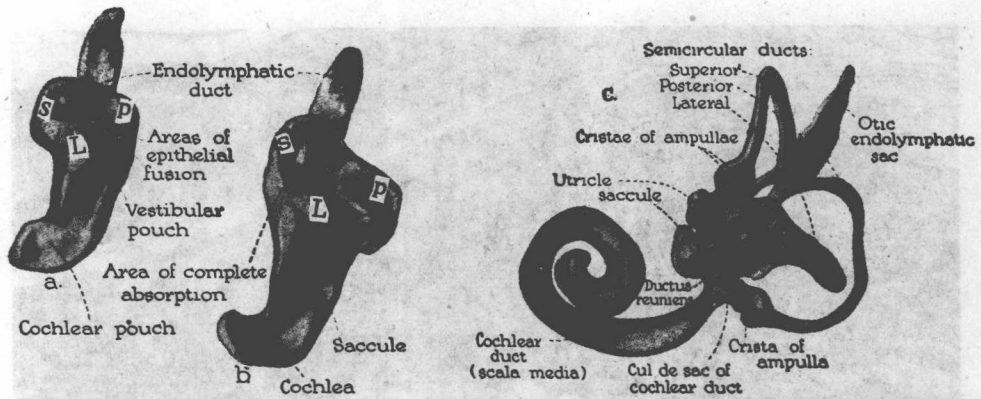 Endolymphatic
duct
s
p
L
Areas of
epithelial
fusion
Vestibular
pouch
a.
Cochlear pouch
s
p
L
Area of complete
absorption
Saccule
b
Cochlea
c.
Semicircular ducts:
Superior
Posterior
Lateral
Cristae of ampullae
Otic
endolymphatic
sac
Utricle
saccule
Ductus
reuniens
Cochlear
duct
(scala media)
Cul de sac of
cochlear duct
Crista of
ampulla